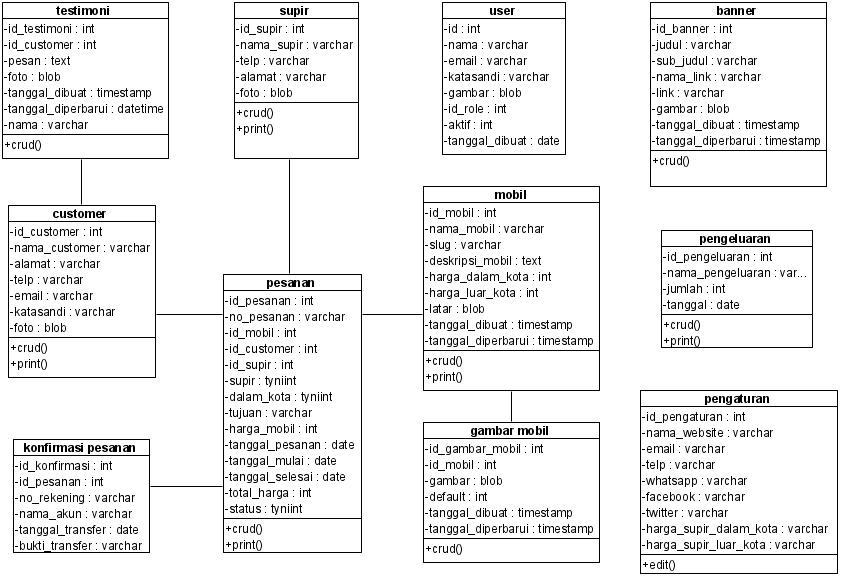 testimoni
-id_testimoni : int
-id_customer : int
-pesan : text
-foto : blob
-tanggal_dibuat : timestamp
-tanggal_diperbarui : datetime
-nama : varchar
+crud()
supir
-id_supir : int
-nama_supir : varchar
-telp : varchar
-alamat : varchar
-foto : blob
+crud()
+print()
user
-id : int
-nama : varchar
-email : varchar
-katasandi : varchar
-gambar : blob
-id_role : int
-aktif : int
-tanggal_dibuat : date
banner
-id_banner : int
-judul : varchar
-sub_judul : varchar
-nama_link : varchar
-link : varchar
-gambar : blob
-tanggal_dibuat : timestamp
-tanggal_diperbarui : timestamp
+crud()
customer
-id_customer : int
-nama_customer : varchar
-alamat : varchar
-telp : varchar
-email : varchar
-katasandi : varchar
-foto : blob
+crud()
+print()
pesanan
-id_pesanan : int
-no_pesanan : varchar
-id_mobil : int
-id_customer : int
-id_supir : int
-supir : tyniint
-dalam_kota : tyniint
-tujuan : varchar
-harga_mobil : int
-tanggal_pesanan : date
-tanggal_mulai : date
-tanggal_selesai : date
-total_harga : int
-status : tyniint
+crud()
+print()
mobil
-id_mobil : int
-nama_mobil : varchar
-slug : varchar
-deskripsi_mobil : text
-harga_dalam_kota : int
-harga_luar_kota : int
-latar : blob
-tanggal_dibuat : timestamp
-tanggal_diperbarui : timestamp
+crud()
+print()
pengeluaran
-id_pengeluaran : int
-nama_pengeluaran : var...
-jumlah : int
-tanggal : date
+crud()
+print()
konfirmasi pesanan
-id_konfirmasi : int
-id_pesanan : int
-no_rekening : varchar
-nama_akun : varchar
-tanggal_transfer : date
-bukti_transfer : varchar
gambar mobil
-id_gambar_mobil : int
-id_mobil : int
-gambar : blob
-default : int
-tanggal_dibuat : timestamp
-tanggal_diperbarui : timestamp
+crud()
pengaturan
-id_pengaturan : int
-nama_website : varchar
-email : varchar
-telp : varchar
-whatsapp : varchar
-facebook : varchar
-twitter : varchar
-harga_supir_dalam_kota : varchar
-harga_supir_luar_kota : varchar
+edit()